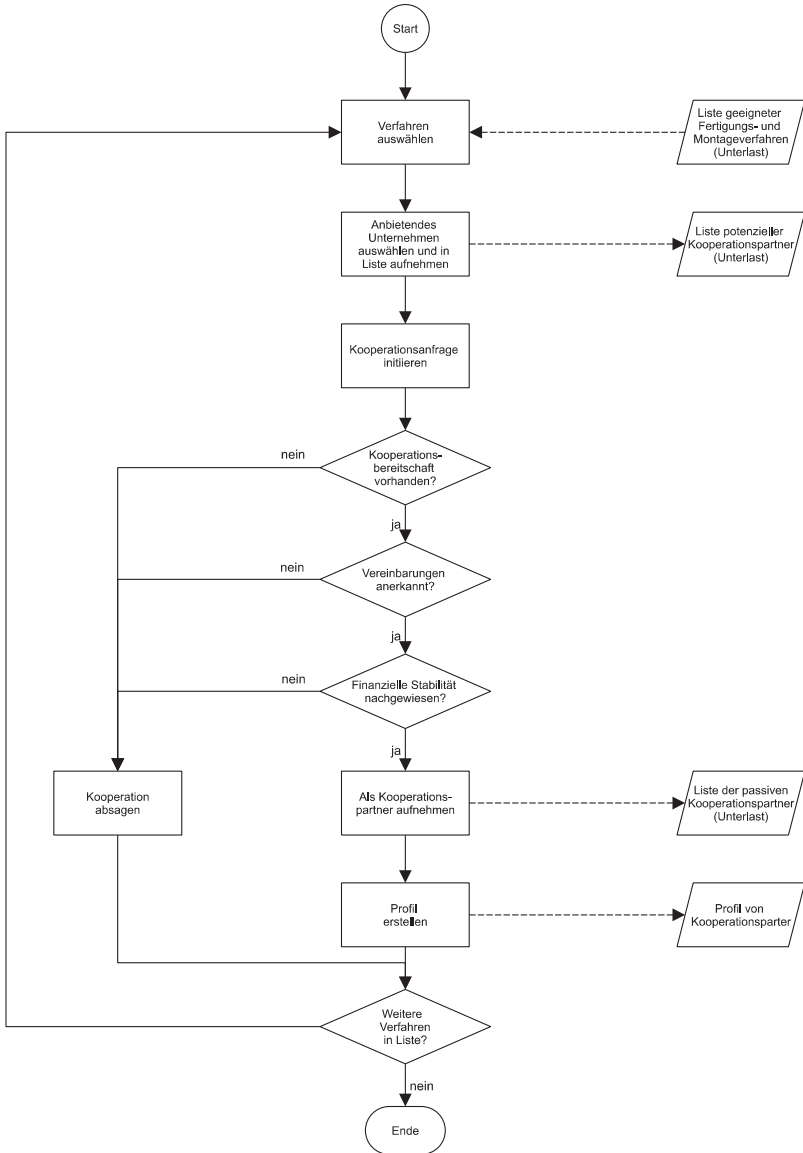 Start
Verfahren
auswählen
Liste geeigneter
Fertigungs- und
Montageverfahren
(Unterlast)
Anbietendes
Unternehmen
auswählen und in
Liste aufnehmen
Liste potenzieller
Kooperationspartner
(Unterlast)
Kooperationsanfrage
initiieren
nein
Kooperations-
bereitschaft
vorhanden?
ja
nein
Vereinbarungen
anerkannt?
ja
nein
Finanzielle Stabilität
nachgewiesen?
ja
Kooperation
absagen
Als Kooperations-
partner aufnehmen
Liste der passiven
Kooperationspartner
(Unterlast)
Profil
erstellen
Profil von
Kooperationsparter
Weitere
Verfahren
in Liste?
nein
Ende